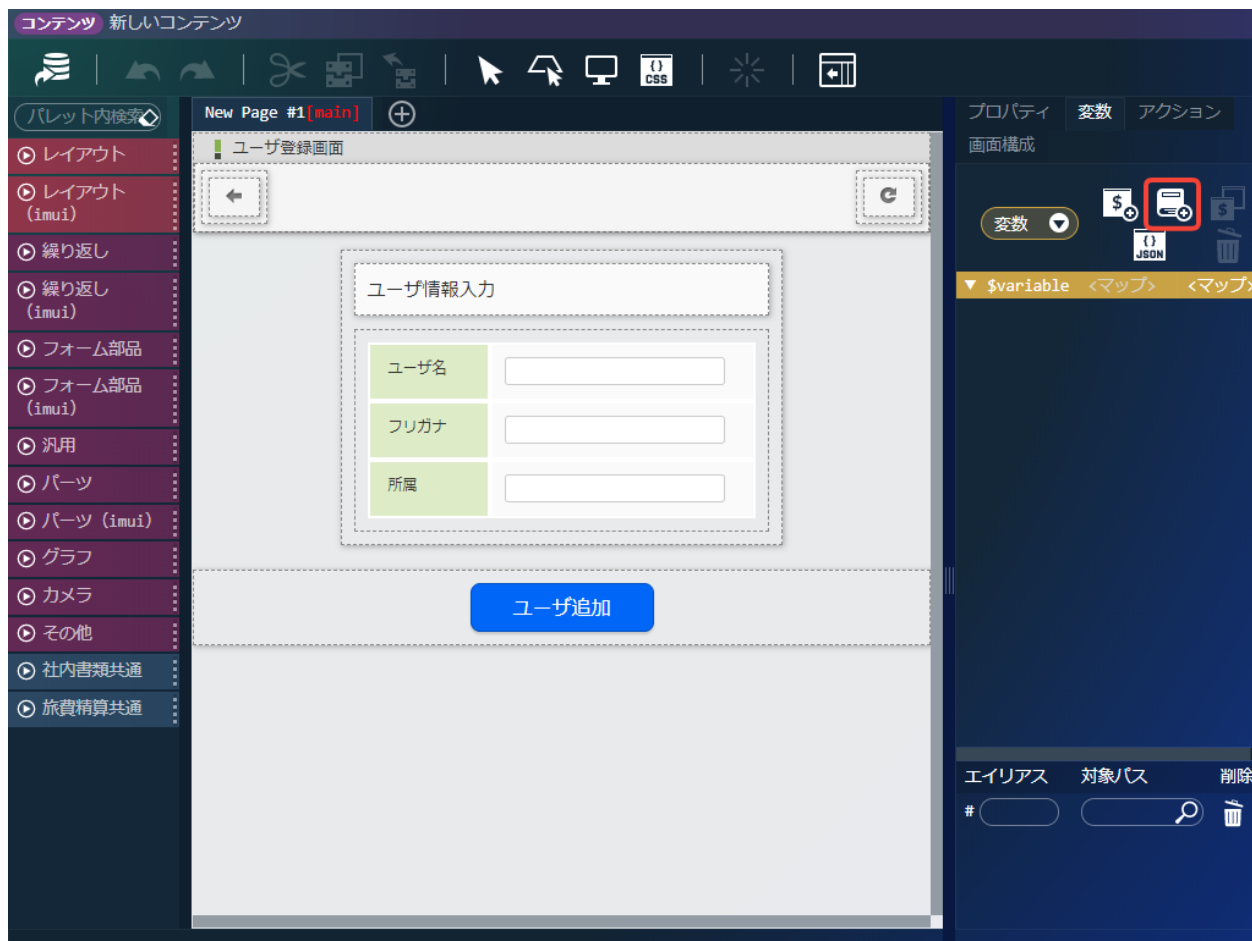 コンテンツ 新しいコンテンツ
{} CSS
パレット内検索
New Page #1[main]
プロパティ 変数 アクション
画面構成
レイアウト
レイアウト
(imui)
繰り返し
繰り返し
(imui)
フォーム部品
フォーム部品
(imui)
汎用
パーツ
パーツ (imui)
グラフ
カメラ
その他
社内書類共通
旅費精算共通
ユーザ登録画面
ユーザ情報入力
ユーザ名
フリガナ
所属
ユーザ追加
変数
$
$
{} JSON
$variable <マップ> <マップ>
エイリアス 対象パス 削除
#